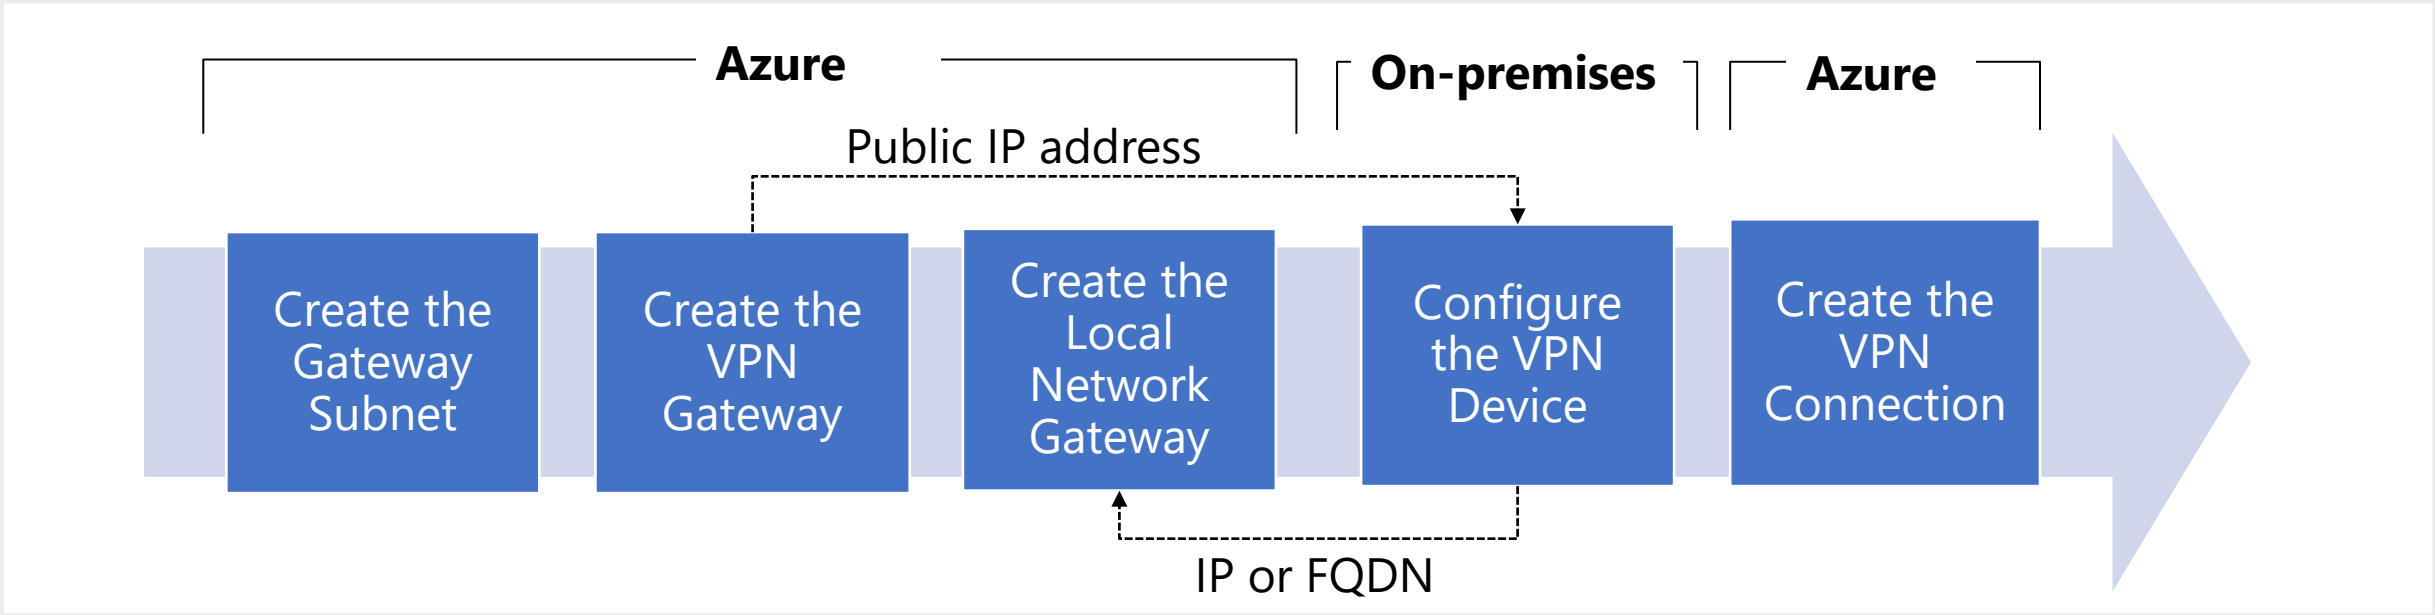 Azure
On-premises
Azure
Public IP address
Create the
Gateway
Subnet
Create the
VPN
Gateway
Create the
Local
Network
Gateway
Configure
the VPN
Device
Create the
VPN
Connection
IP or FQDN